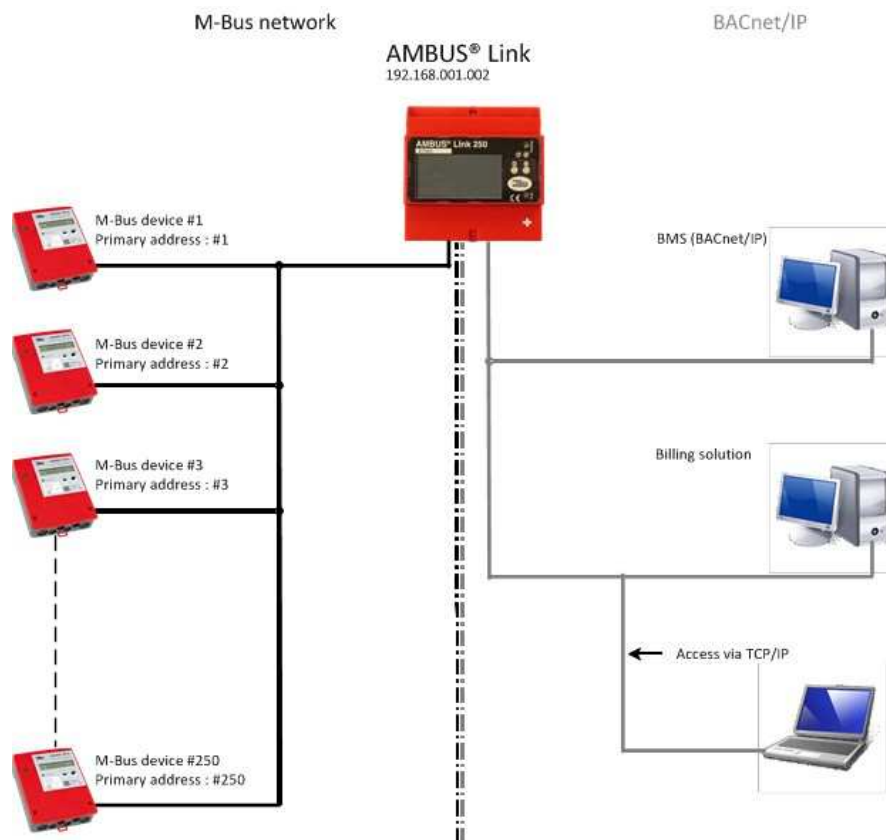 M-Bus network
BACnet/IP
AMBUS® Link
192.168.001.002
AMBUS® Link 250
M-Bus device #1
Primary address : #1
BMS (BACnet/IP)
M-Bus device #2
Primary address : #2
M-Bus device #3
Primary address : #3
Billing solution
Access via TCP/IP
M-Bus device #250
Primary address : #250